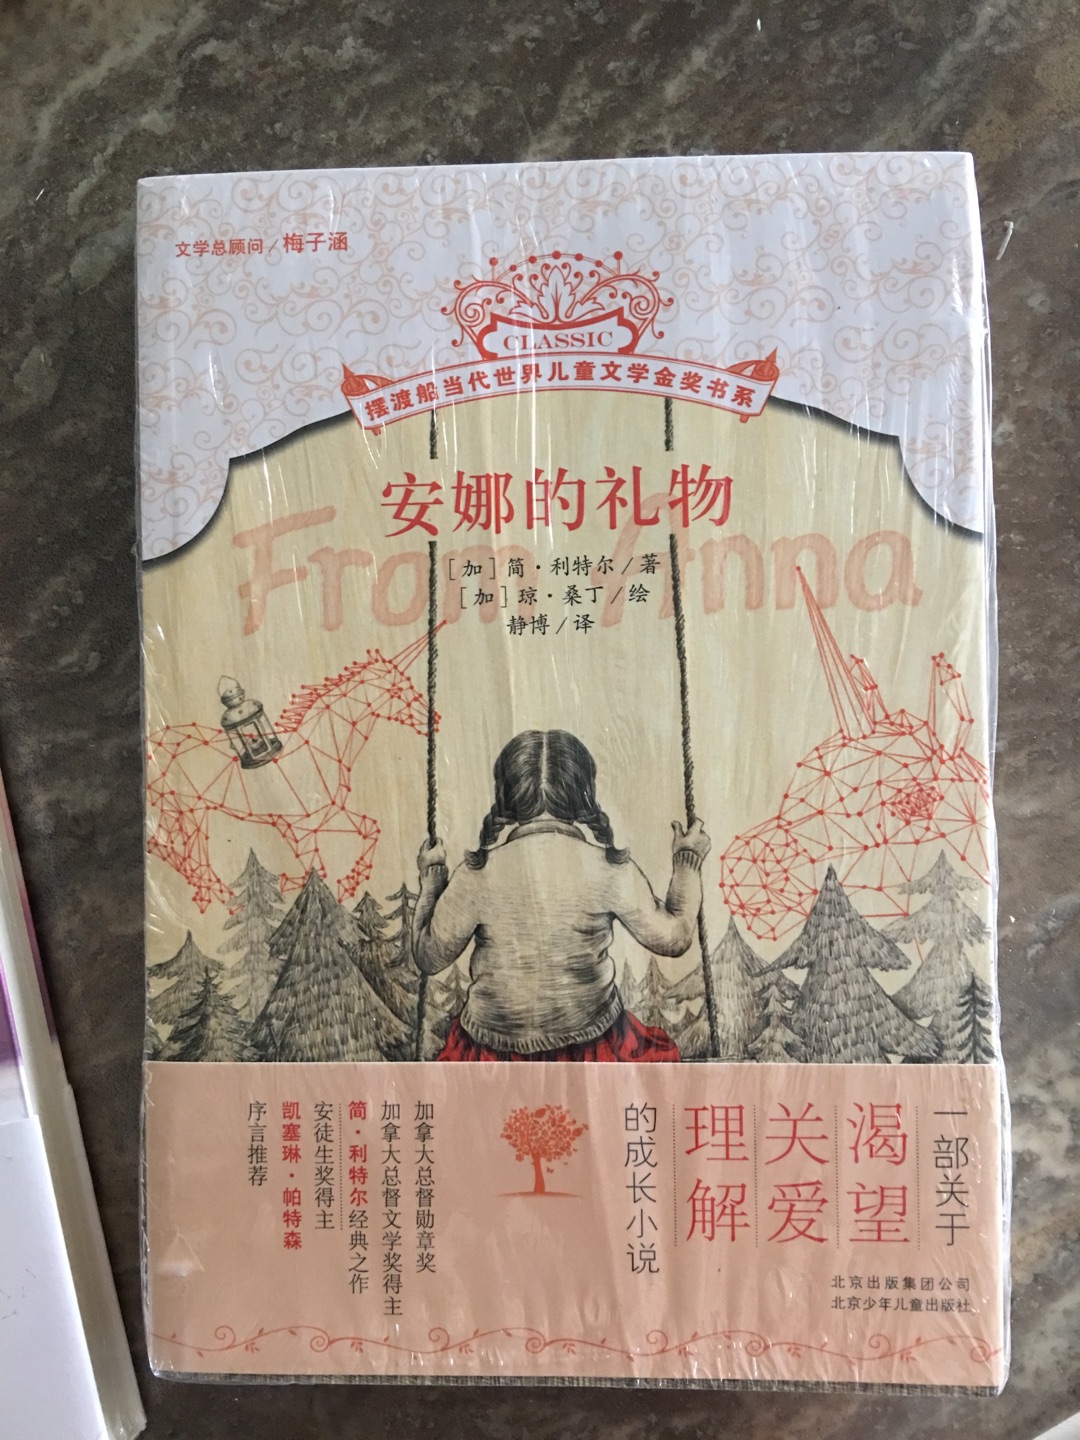 文学总顾问/梅子涵
CLASSIC
摆渡船当代世界儿童文学金奖书系
安娜的礼物
From Anna
[加]简·利特尔/著
[加]琼·桑丁/绘
静博/译
一部关于
渴望
关爱
理解
的成长小说
加拿大总督勋章奖
加拿大总督文学奖得主
简·利特尔经典之作
安徒生奖得主
凯塞琳·帕特森
序言推荐
北京出版集团公司
北京少年儿童出版社